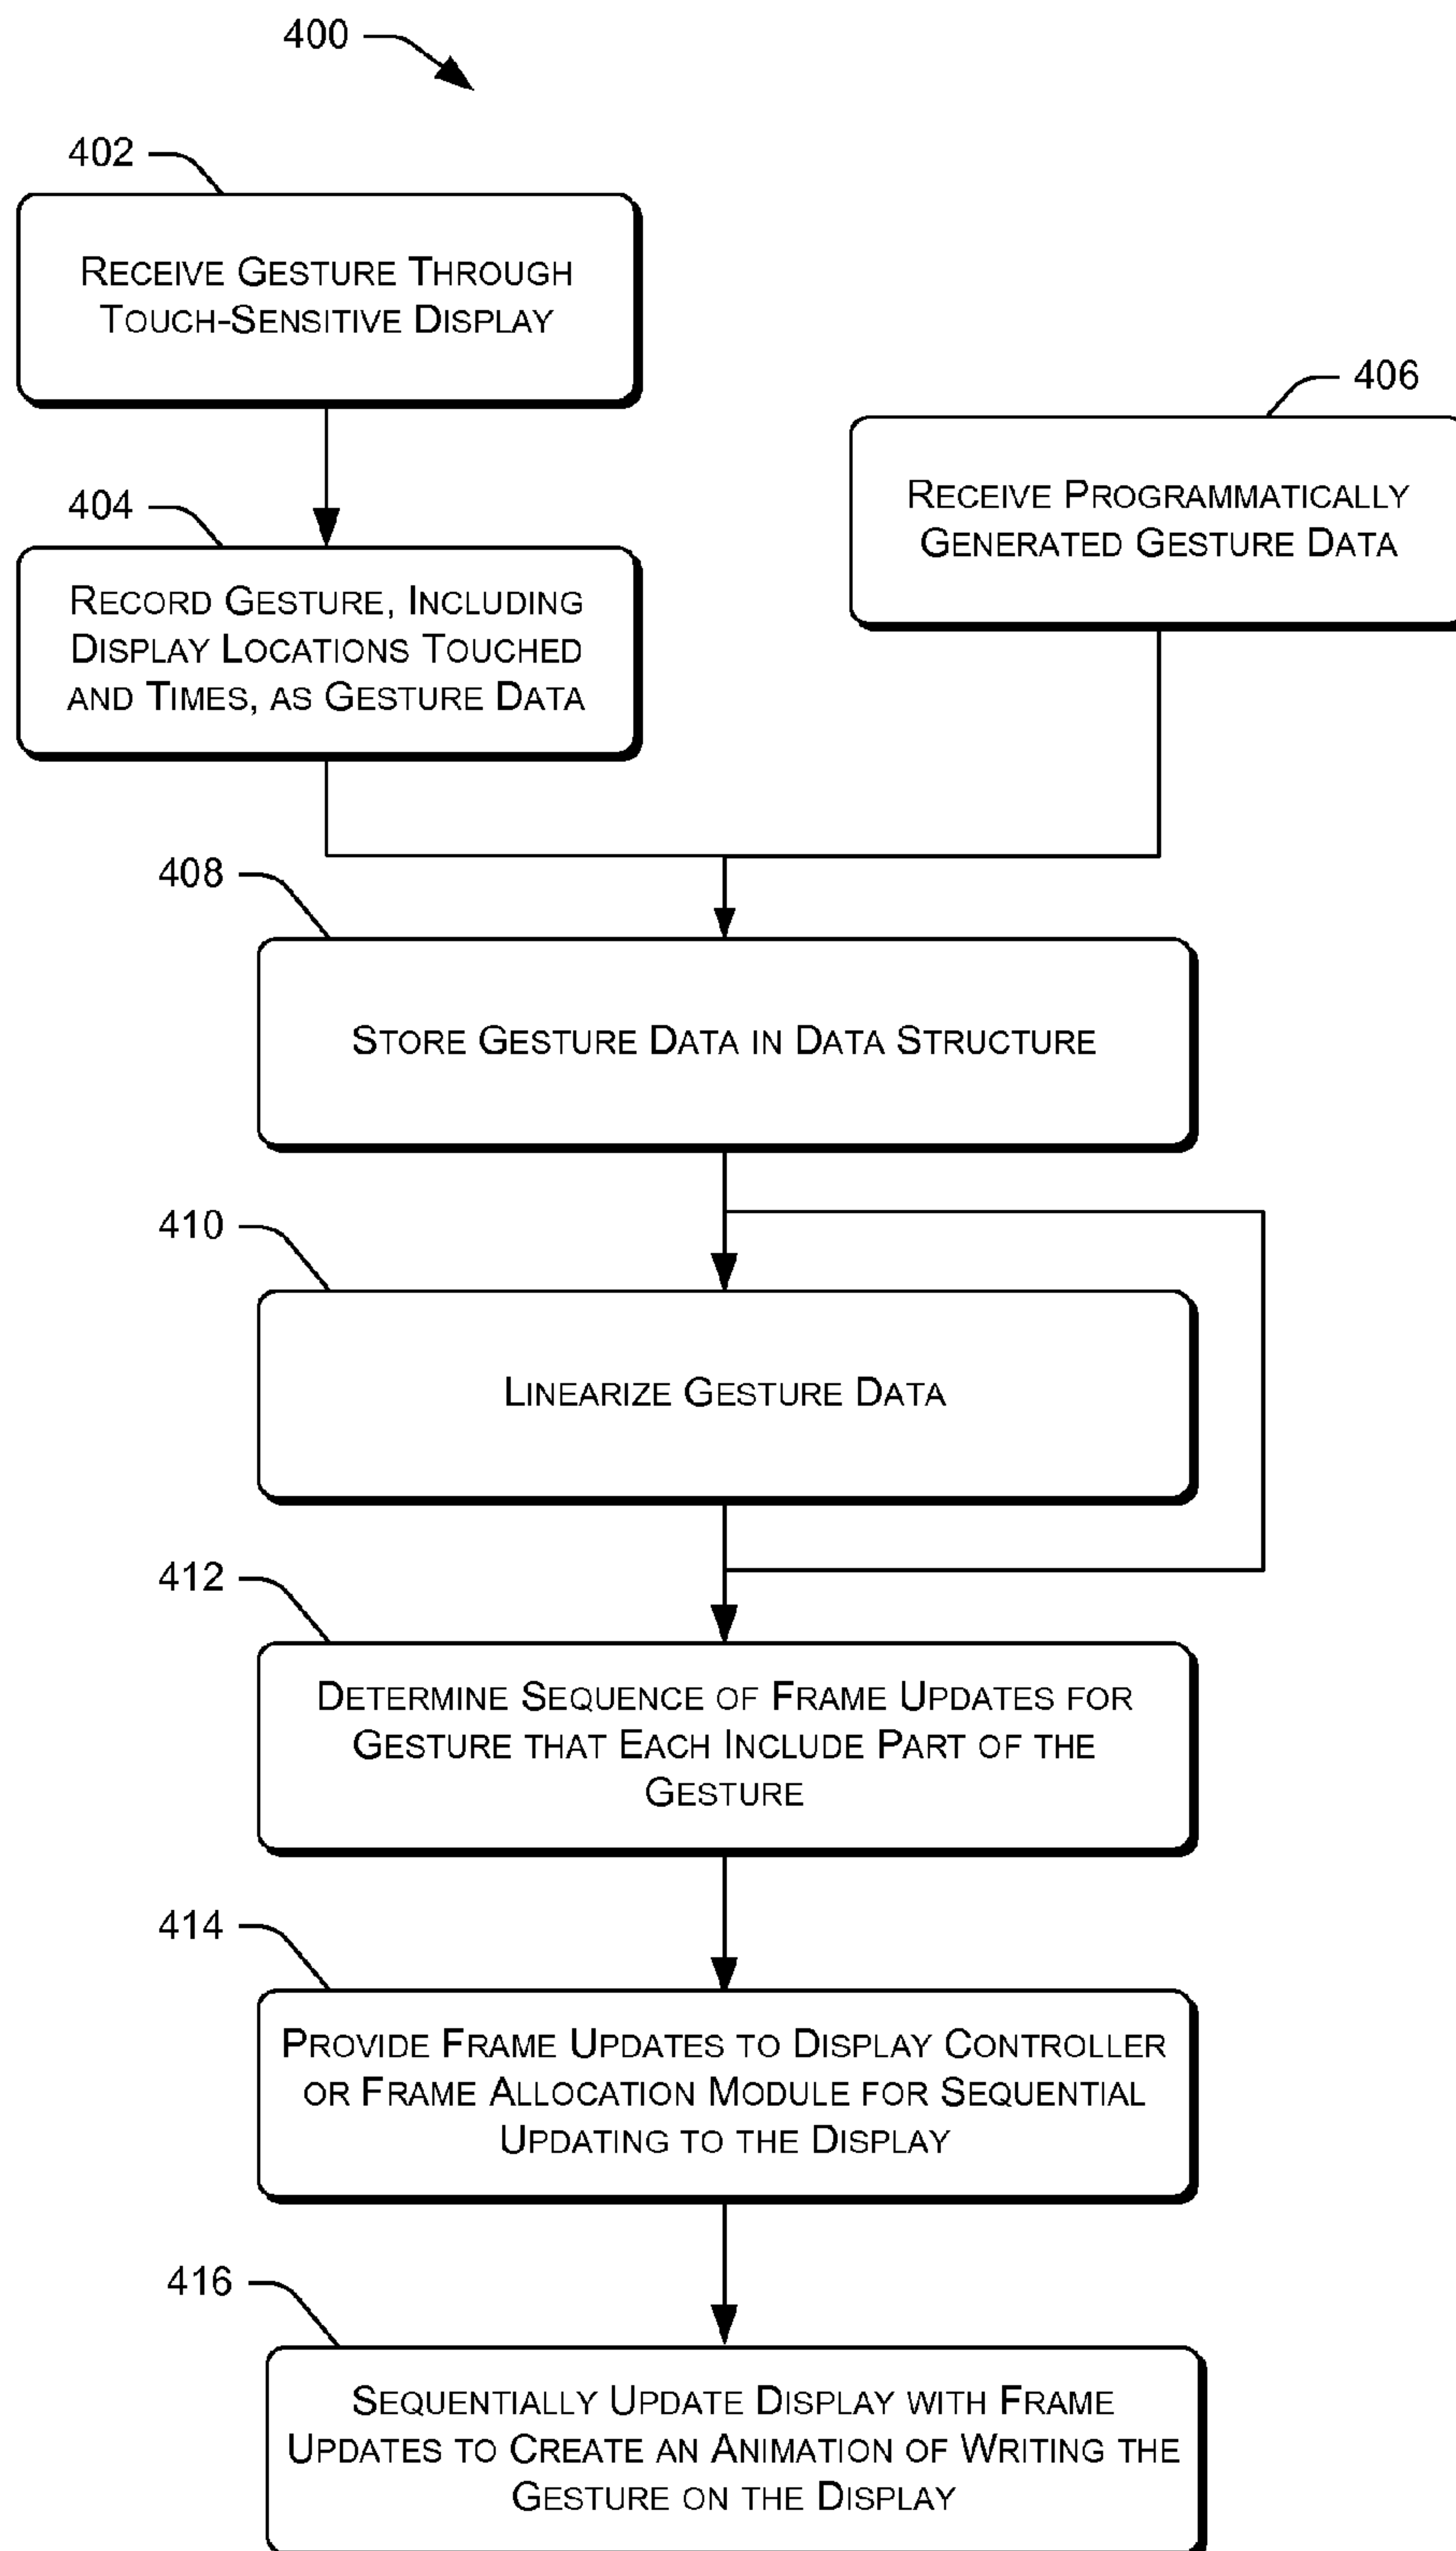 400
402
RECEIVE GESTURE THROUGH
TOUCH-SENSITIVE DISPLAY
406
RECEIVE PROGRAMMATICALLY
GENERATED GESTURE DATA
404
RECORD GESTURE, INCLUDING
DISPLAY LOCATIONS TOUCHED
AND TIMES, AS GESTURE DATA
408
STORE GESTURE DATA IN DATA STRUCTURE
410
LINEARIZE GESTURE DATA
412
DETERMINE SEQUENCE OF FRAME UPDATES FOR
GESTURE THAT EACH INCLUDE PART OF THE
GESTURE
414
PROVIDE FRAME UPDATES TO DISPLAY CONTROLLER
OR FRAME ALLOCATION MODULE FOR SEQUENTIAL
UPDATING TO THE DISPLAY
416
SEQUENTIALLY UPDATE DISPLAY WITH FRAME
UPDATES TO CREATE AN ANIMATION OF WRITING THE
GESTURE ON THE DISPLAY